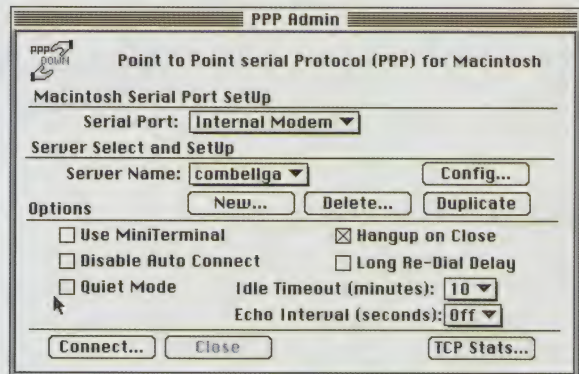 PPP Admin
PPP
DOWN
Point to Point serial Protocol (PPP) for Macintosh
Macintosh Serial Port SetUp
Serial Port: Internal Modem
Server Select and SetUp
Server Name: combellga Config...
New... Delete... Duplicate
Options
Use MiniTerminal Hangup on Close
Disable Auto Connect Long Re-Dial Delay
Quiet Mode Idle Timeout (minutes): 10
Echo Interval (seconds): Off
Connect... Close TCP Stats...